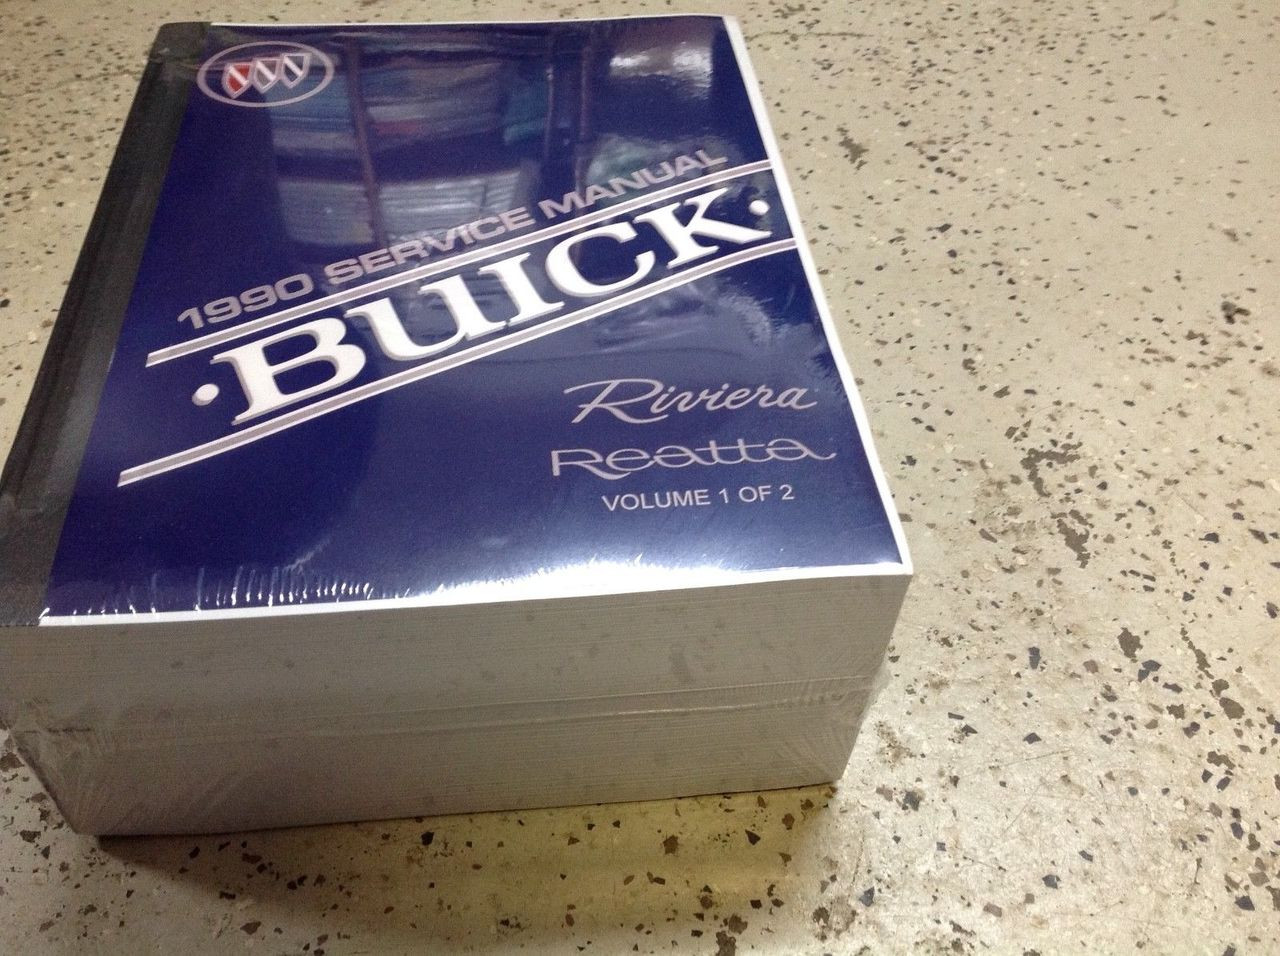 1990 SERVICE MANUAL
·BUICK·
Riviera
Reatta
VOLUME 1 OF 2